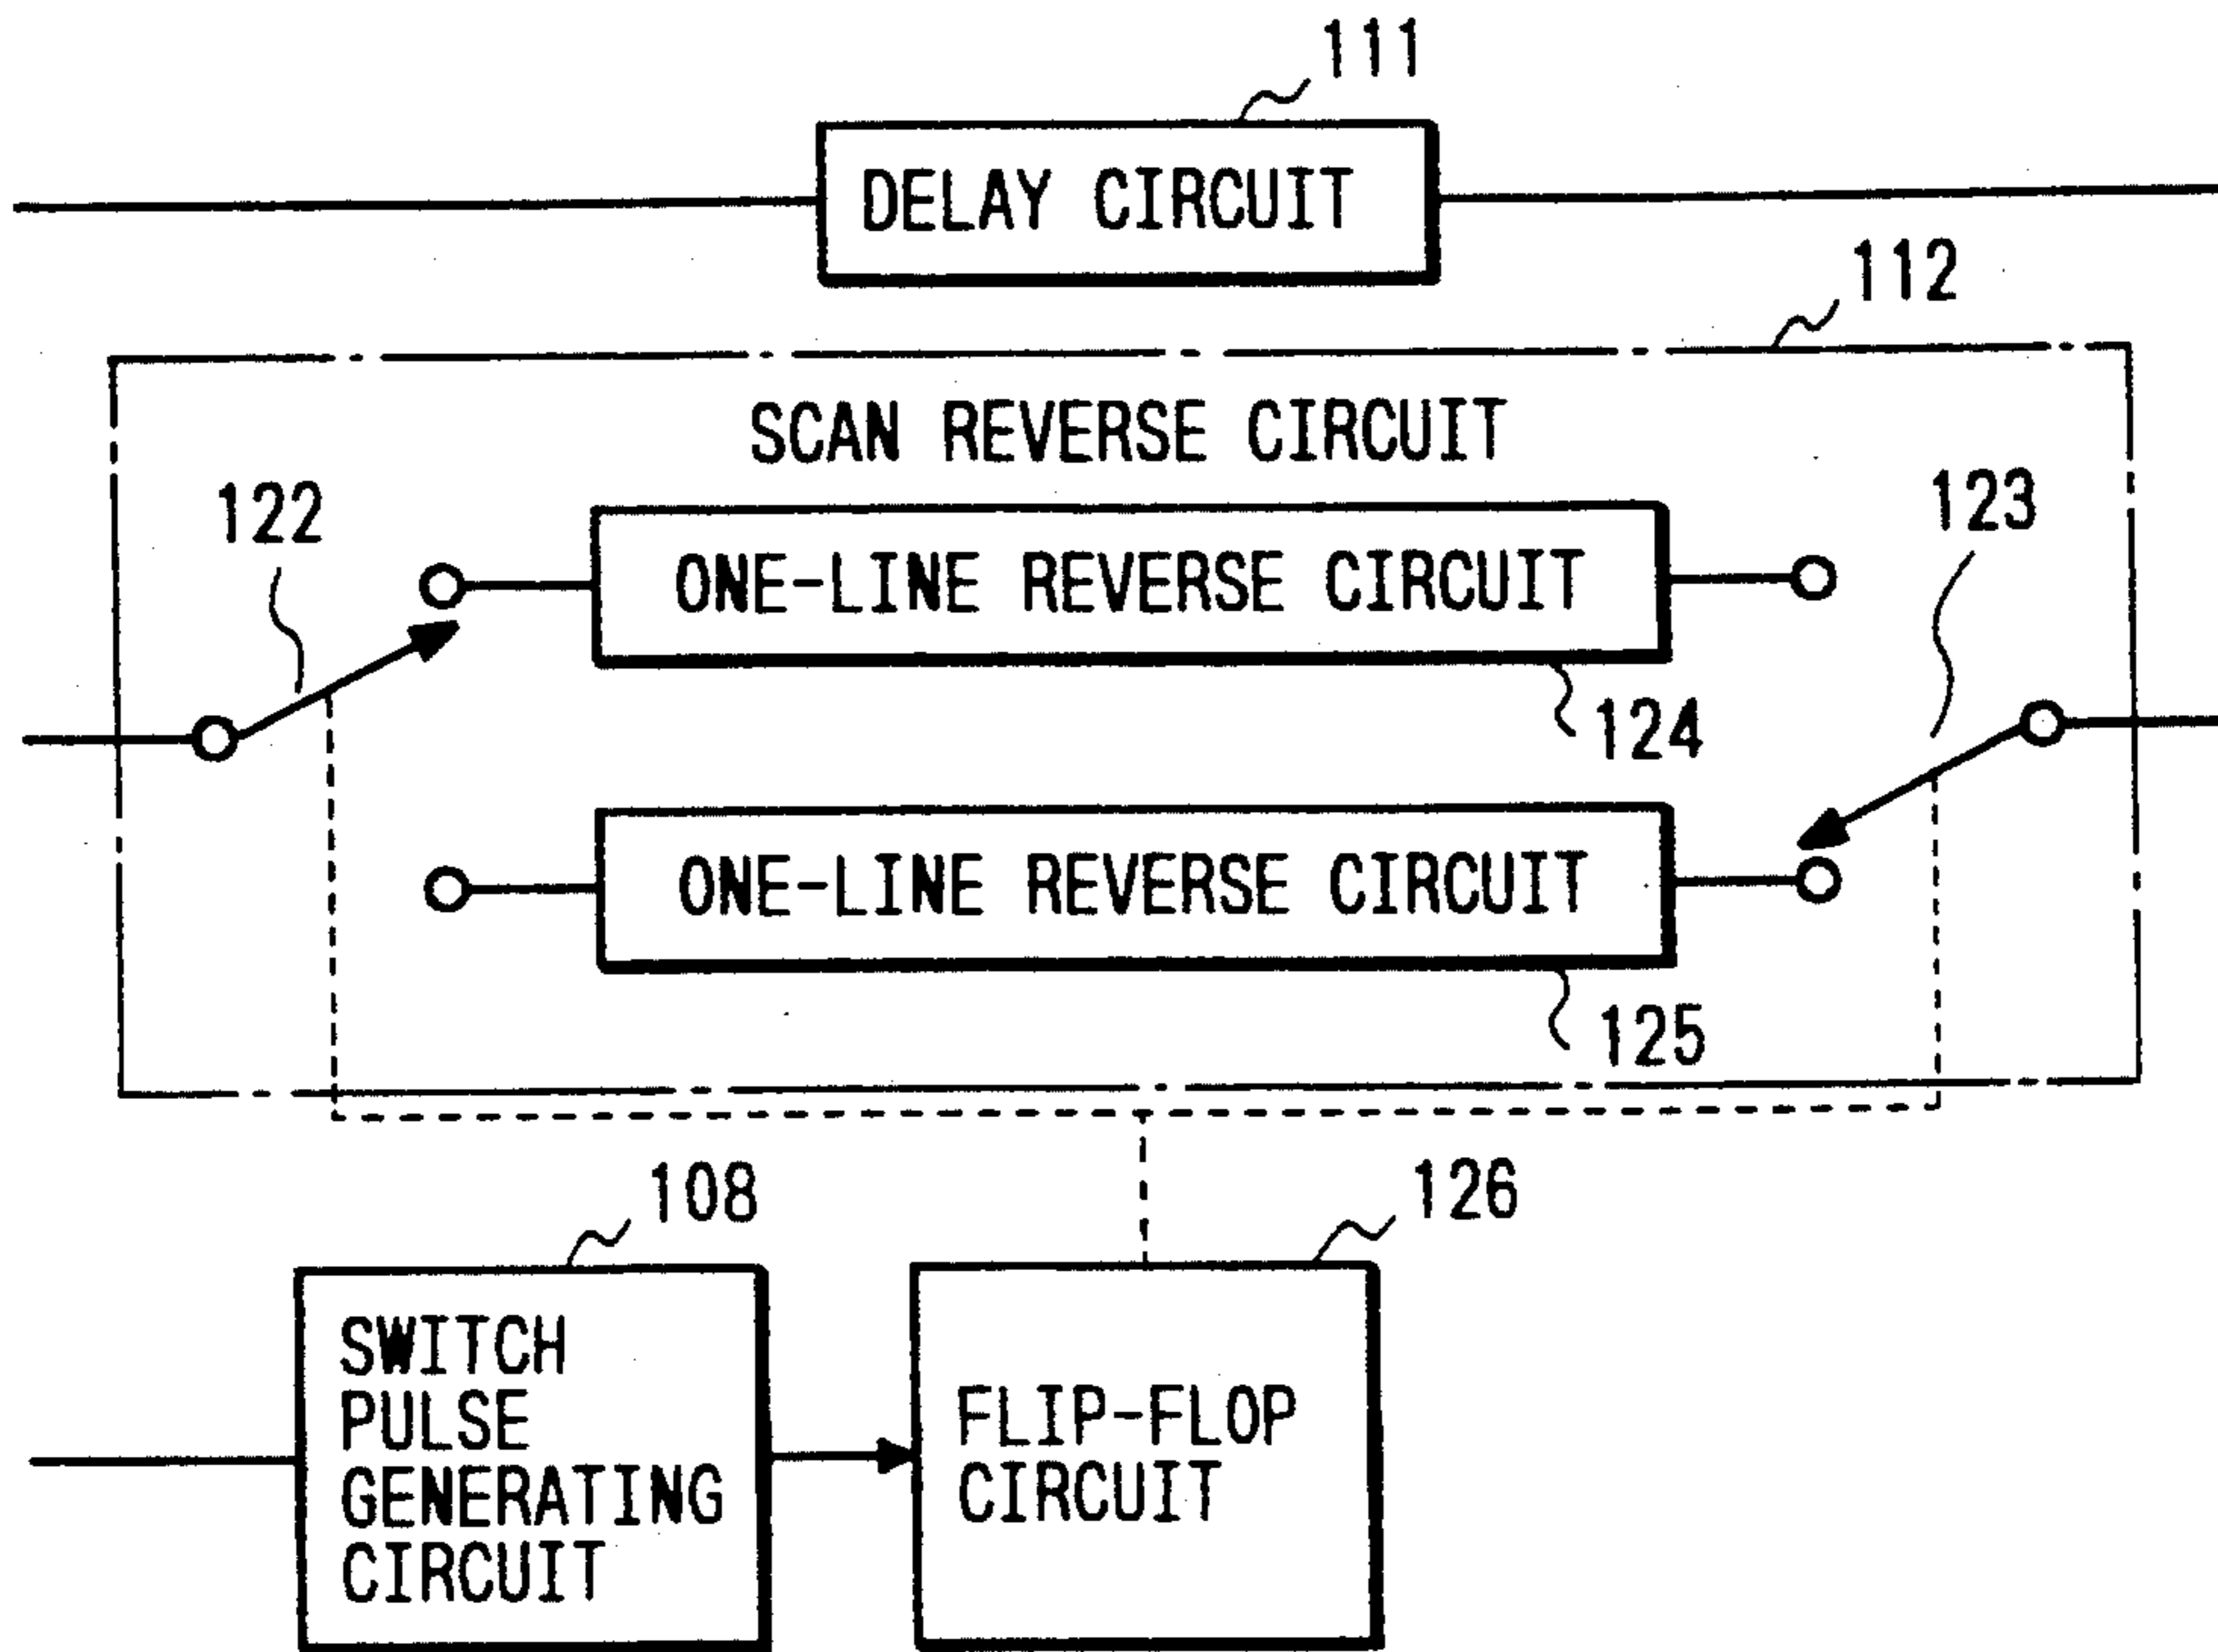 111
DELAY CIRCUIT
112
SCAN REVERSE CIRCUIT
122
123
ONE-LINE REVERSE CIRCUIT
124
ONE-LINE REVERSE CIRCUIT
125
108
126
SWITCH
PULSE
GENERATING
CIRCUIT
FLIP-FLOP
CIRCUIT